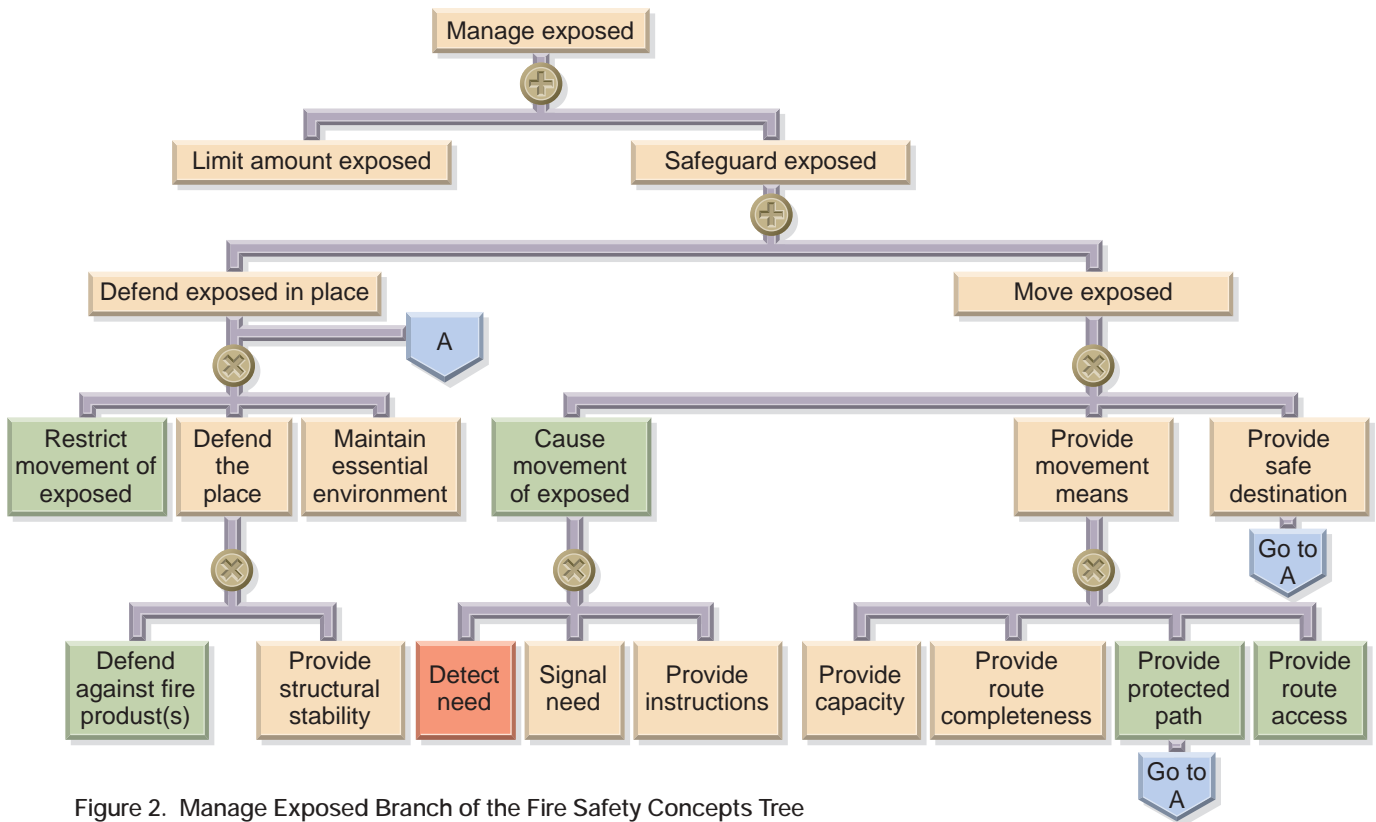 Manage exposed
Limit amount exposed
Safeguard exposed
Defend exposed in place
Move exposed
A
Restrict
movement of
exposed
Defend
the
place
Maintain
essential
environment
Cause
movement
of exposed
Provide
movement
means
Provide
safe
destination
Go to
A
Defend
against fire
produst(s)
Provide
structural
stability
Detect
need
Signal
need
Provide
instructions
Provide
capacity
Provide
route
completeness
Provide
protected
path
Provide
route
access
Go to
A
Figure 2. Manage Exposed Branch of the Fire Safety Concepts Tree